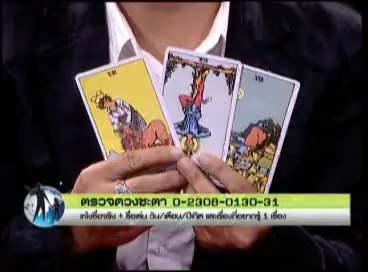 ตรวจดวงชะตา 0-2308-0130-31
แจ้งชื่อจริง + ชื่อเล่น วัน/เดือน/ปีเกิด และเรื่องที่อยากรู้ 1 เรื่อง